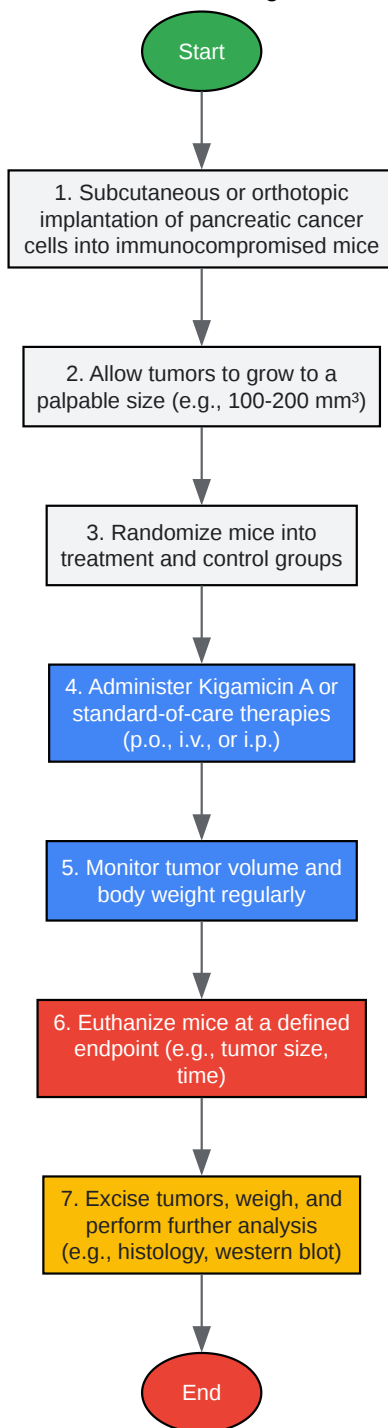 Start
1. Subcutaneous or orthotopic
implantation of pancreatic cancer
cells into immunocompromised mice
2. Allow tumors to grow to a
palpable size (e.g., 100-200 mm³)
3. Randomize mice into
treatment and control groups
4. Administer Kigamicin A or
standard-of-care therapies
(p.o., i.v., or i.p.)
5. Monitor tumor volume and
body weight regularly
6. Euthanize mice at a defined
endpoint (e.g., tumor size,
time)
7. Excise tumors, weigh, and
perform further analysis
(e.g., histology, western blot)
End